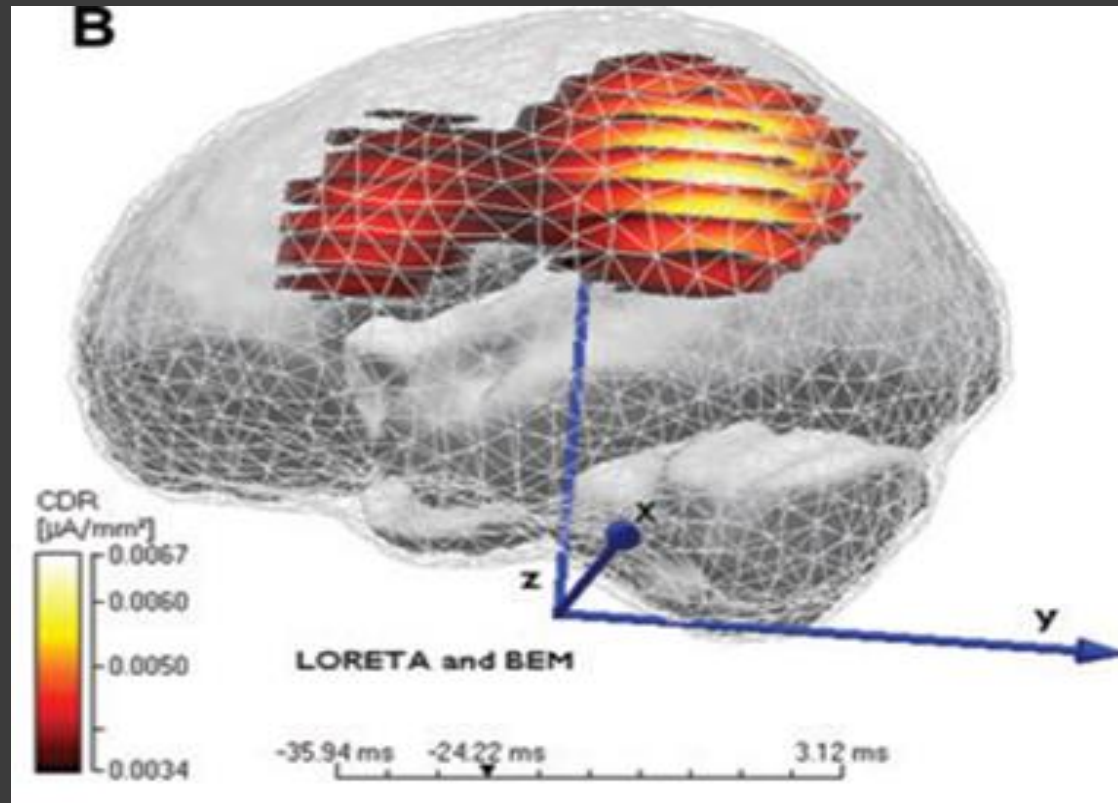 B
CDR
[µA/mm²]
0.0067
0.0060
0.0050
0.0034
x
z
y
LORETA and BEM
-35.94 ms -24.22 ms 3.12 ms